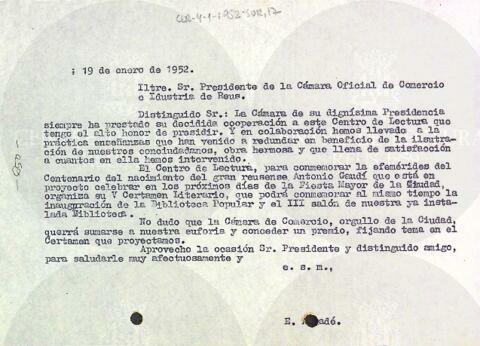 CLR-4-1-1952-SUR,17
19 de enero de 1952.
Iltre. Sr. Presidente de la Cámara Oficial de Comercio
e Idustria de Reus.
Distinguido Sr.: La Cámara de su dignísima Presidencia
siempre ha prestado su decidida cooperación a este Centro de Lectura que
tengo el alto honor de presidir. Y en colaboración hemos llevado a la
práctica enseñanzas que han venido a redundar en beneficio de la ilustra-
ción de nuestros conciudadanos, obra hermosa y que llena de satisfacción
a cuantos en ella hemos intervenido.
El Centro de Lectura, para conmemorar la efemérides del
Centenario del nacimiento del gran reusense Antonio Gaudí que está en
proyecto celebrar en los próximos días de la Fiesta Mayor de la Ciudad,
organiza su V Certamen Literario, que podrá conmemorar al mismo tiempo la
inauguración de la Biblioteca Popular y el III salón de nuestra ya insta-
lada Biblioteca.
No dudo que la Cámara de Comercio, orgullo de la Ciudad,
querrá sumarse a nuestra euforia y conceder un premio, fijando tema en el
Certamen que proyectamos.
Aprovecho la ocasión Sr. Presidente y distinguido amigo,
para saludarle muy afectuosamente y
e. s. m.,
E.